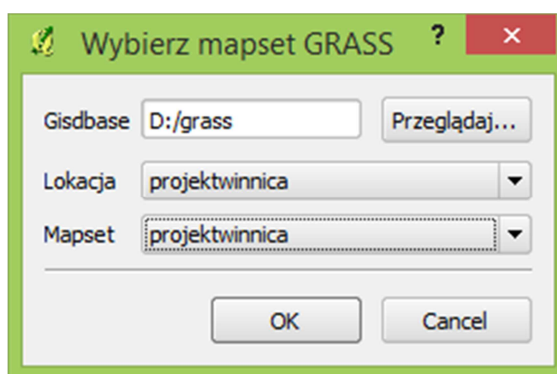 Wybierz mapset GRASS ? ×
Gisdbase D:/grass Przeglądaj...
Lokacja projektwinnica
Mapset projektwinnica
OK Cancel